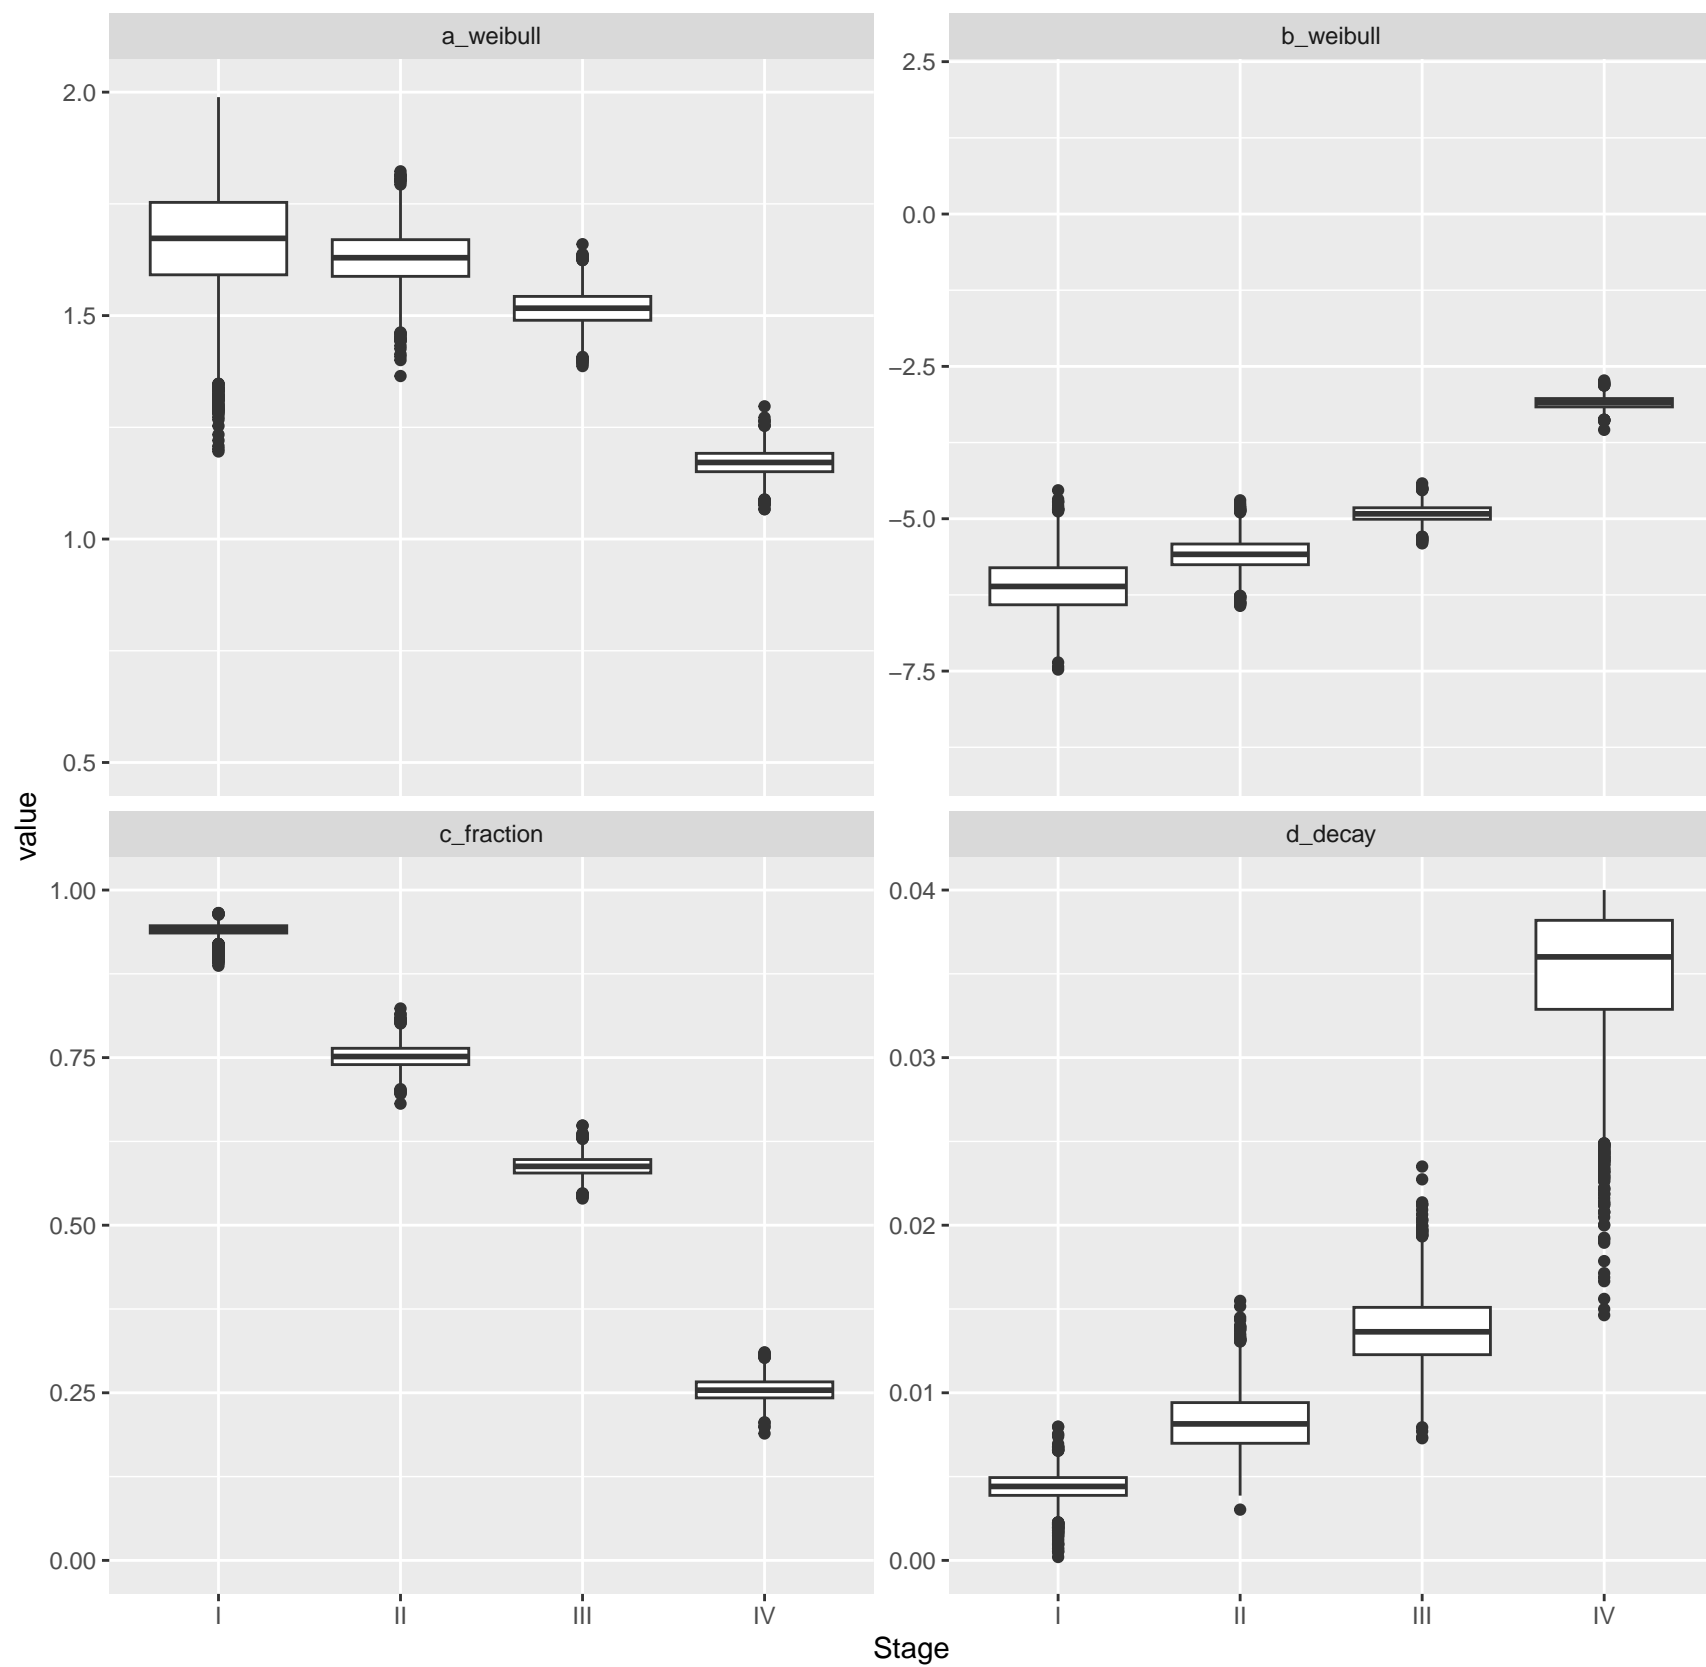 a_weibull
b_weibull
2.0
1.5
1.0
0.5
2.5
0.0
−2.5
−5.0
−7.5
value
c_fraction
d_decay
1.00
0.75
0.50
0.25
0.00
0.04
0.03
0.02
0.01
0.00
I II III IV
I II III IV
Stage